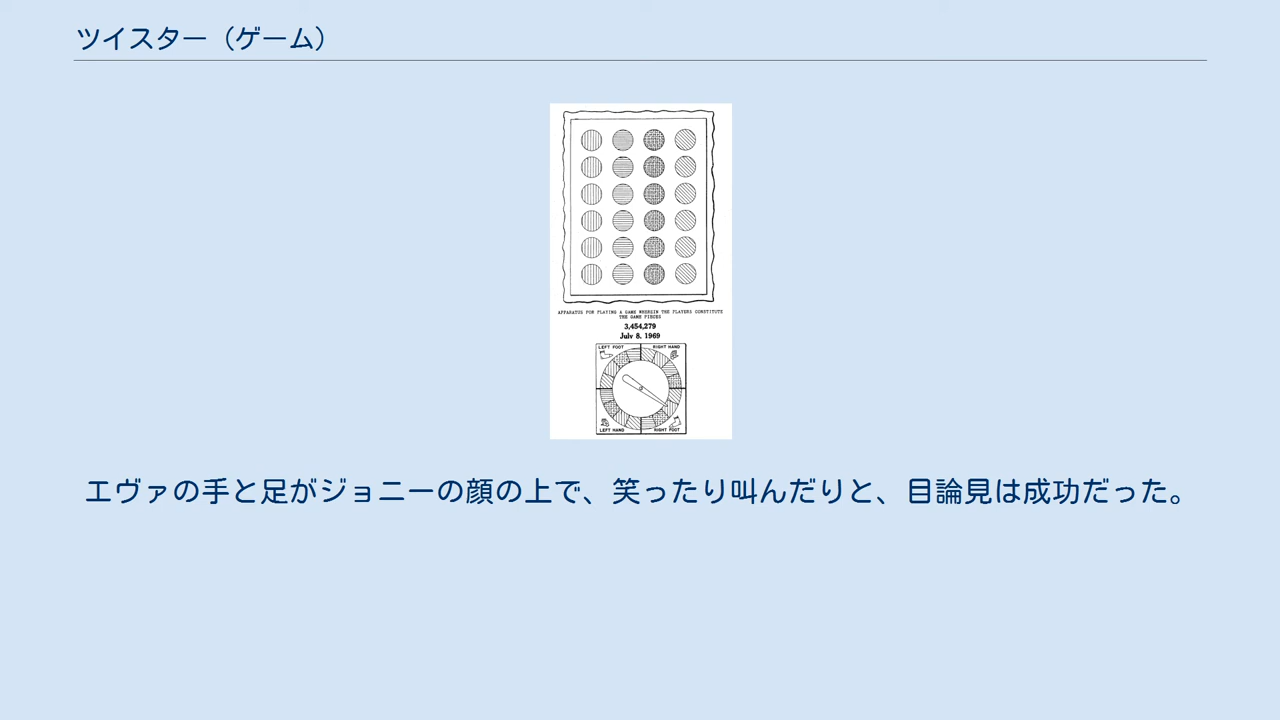 ツイスター（ゲーム）
APPARATUS FOR PLAYING A GAME WHEREIN THE PLAYERS CONSTITUTE
THE GAME PIECES
3,454,279
July 8, 1969
LEFT FOOT RIGHT HAND
LEFT HAND RIGHT FOOT
エヴァの手と足がジョニーの顔の上で、笑ったり叫んだりと、目論見は成功だった。